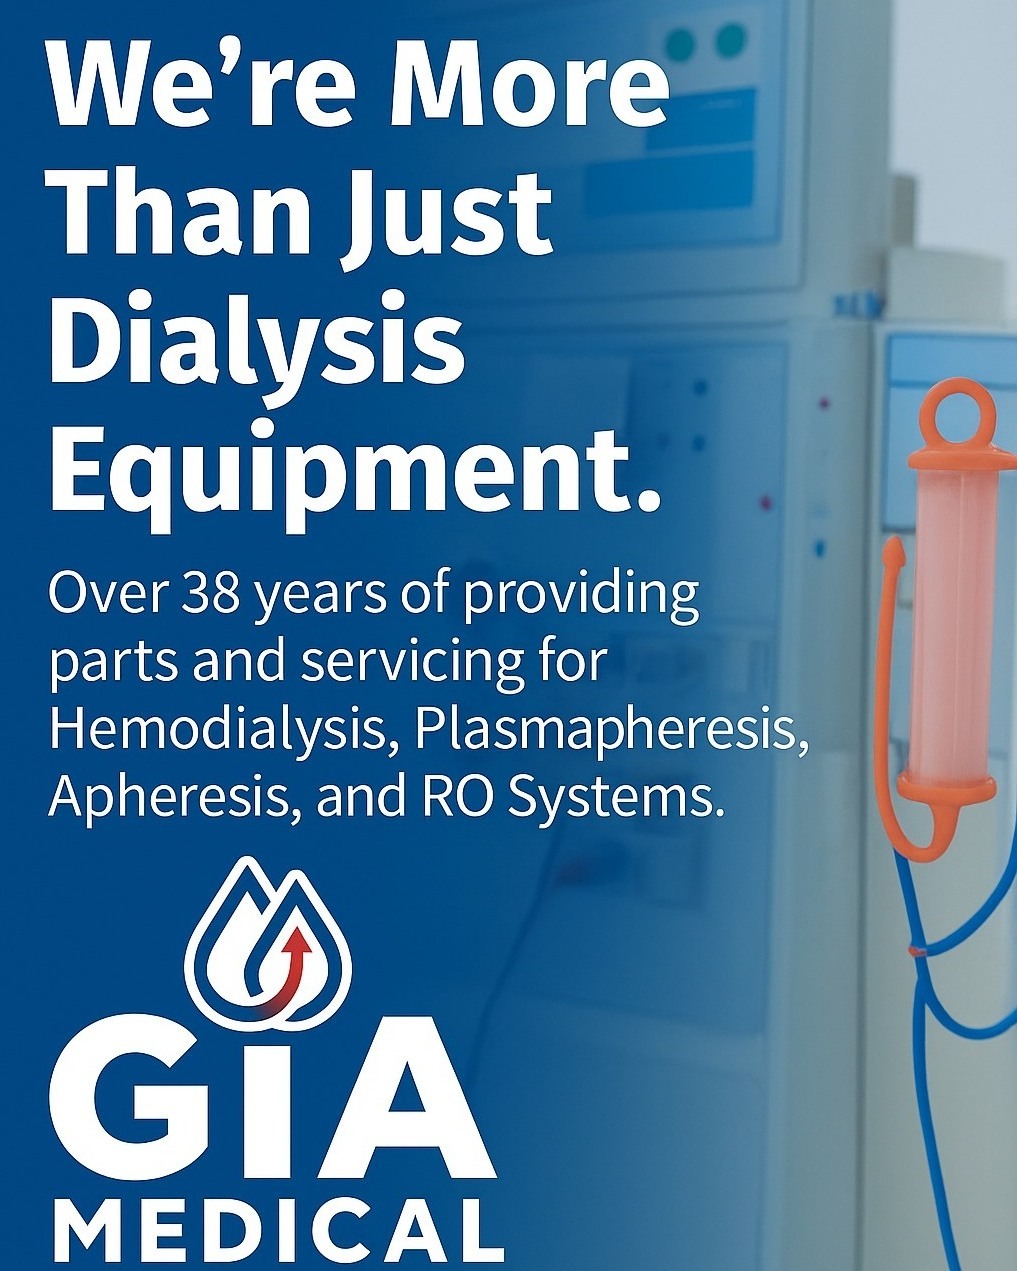 We’re More
Than Just
Dialysis
Equipment.
Over 38 years of providing
parts and servicing for
Hemodialysis, Plasmapheresis,
Apheresis, and RO Systems.
GiA
MEDICAL